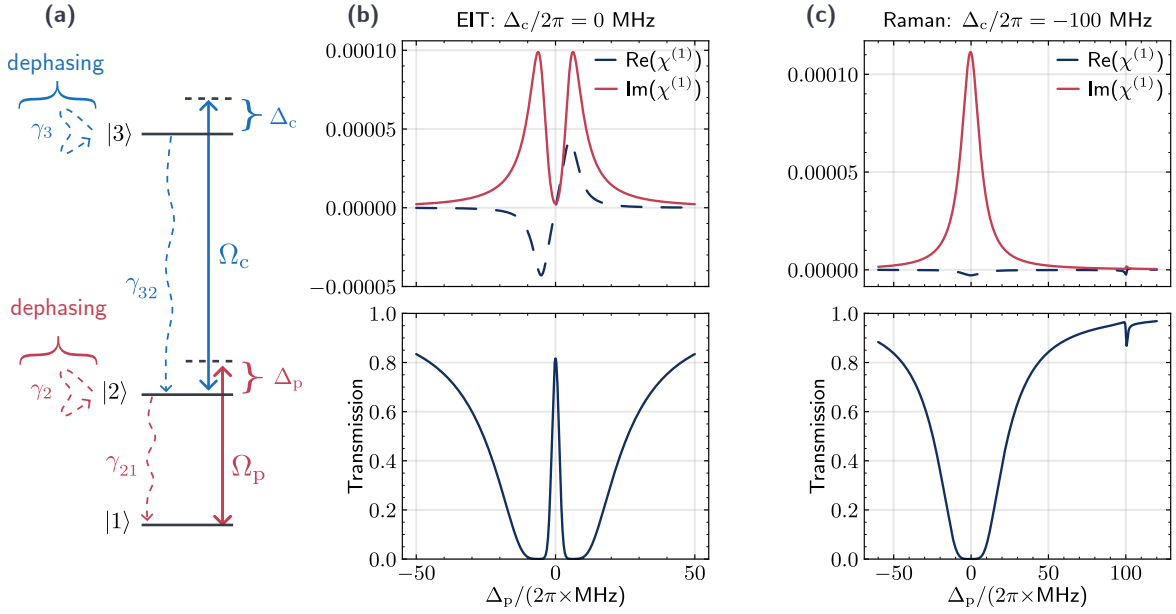 (a)
dephasing
γ3
|3⟩
Δc
Ωc
γ32
dephasing
γ2
|2⟩
Δp
γ21
Ωp
|1⟩
(b)
EIT: Δc/2π = 0 MHz
Re(χ(1))
Im(χ(1))
0.00010
0.00005
0.00000
−0.00005
Transmission
1.0
0.8
0.6
0.4
0.2
0.0
−50
0
50
Δp/(2π×MHz)
(c)
Raman: Δc/2π = −100 MHz
Re(χ(1))
Im(χ(1))
0.00010
0.00005
0.00000
Transmission
1.0
0.8
0.6
0.4
0.2
0.0
−50
0
50
100
Δp/(2π×MHz)